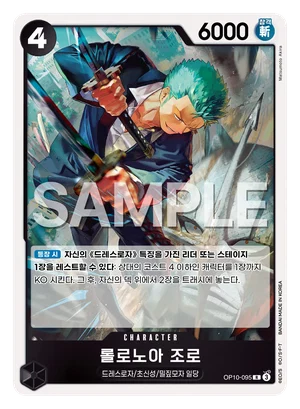 4
6000
참격
斬
SAMPLE
등장 시 자신의 《드레스로자》 특징을 가진 리더 또는 스테이지
1장을 레스트할 수 있다: 상대의 코스트 4 이하인 캐릭터를 1장까지
KO 시킨다. 그 후, 자신의 덱 위에서 2장을 트래시에 놓는다.
CHARACTER
롤로노아 조로
드레스로자/초신성/밀짚모자 일당
OP10-095 R
3
BANDAI MADE IN KOREA